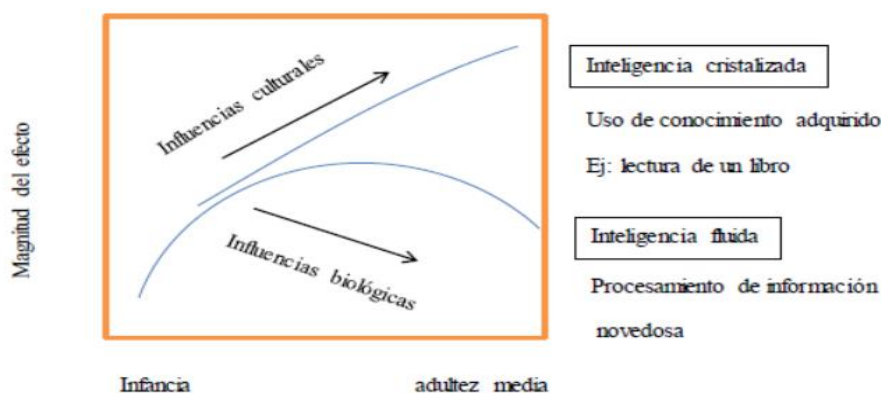 Magnitud del efecto
Influencias culturales
Influencias biológicas
Infancia
adultez media
Inteligencia cristalizada
Uso de conocimiento adquirido
Ej: lectura de un libro
Inteligencia fluida
Procesamiento de información
novedosa